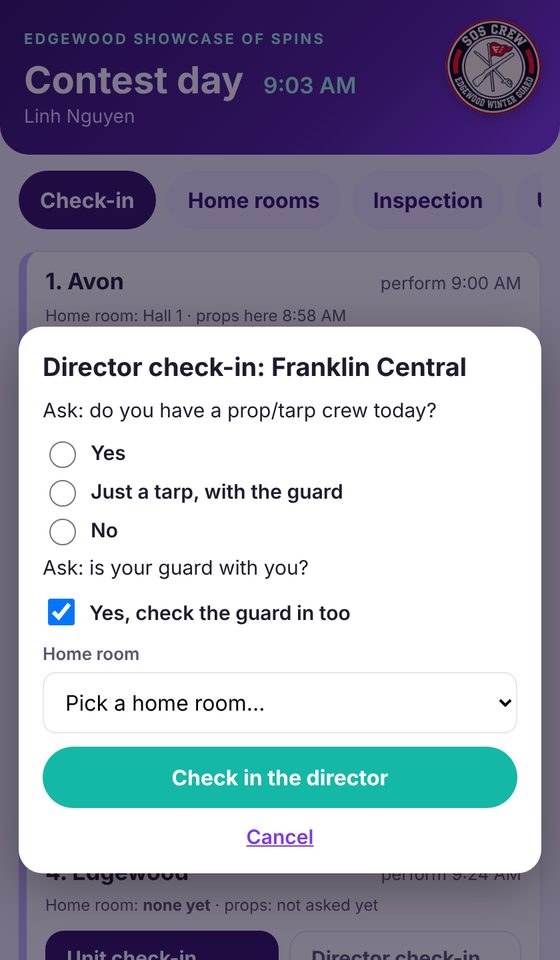 EDGEWOOD SHOWCASE OF SPINS
Contest day 9:03 AM
Linh Nguyen
SOS CREW
EDGEWOOD WINTER GUARD
Check-in
Home rooms
Inspection
1. Avon
perform 9:00 AM
Home room: Hall 1 · props here 8:58 AM
Director check-in: Franklin Central
Ask: do you have a prop/tarp crew today?
Yes
Just a tarp, with the guard
No
Ask: is your guard with you?
Yes, check the guard in too
Home room
Pick a home room...
Check in the director
Cancel
4. Edgewood
perform 9:24 AM
Home room: none yet · props: not asked yet
Unit check-in
Director check-in